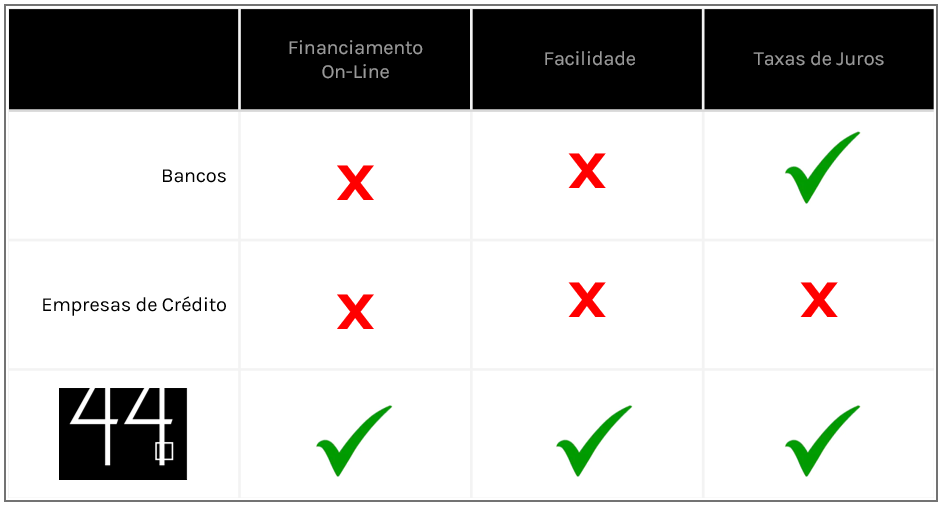 Financiamento
On-Line
Facilidade
Taxas de Juros
Bancos
X
X
Empresas de Crédito
X
X
X
44